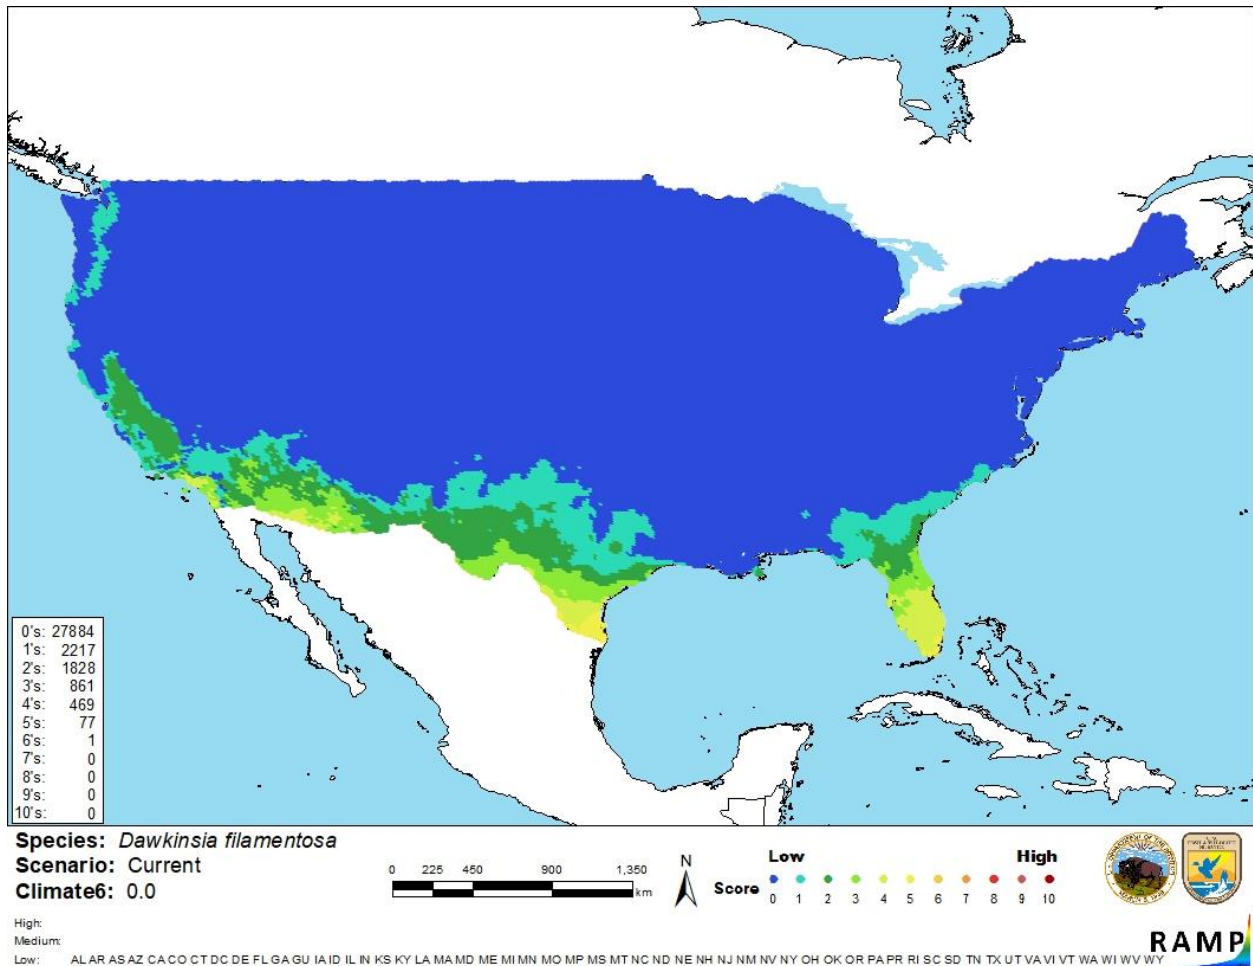 0's: 27884
1's: 2217
2's: 1828
3's: 861
4's: 469
5's: 77
6's: 1
7's: 0
8's: 0
9's: 0
10's: 0
Species: Dawkinsia filamentosa
Scenario: Current
Climate6: 0.0
0 225 450 900 1,350
km
N
Low High
Score
0 1 2 3 4 5 6 7 8 9 10
High:
Medium:
Low: AL AR AS AZ CA CO CT DC DE FL GA GU IA ID IL IN KS KY LA MA MD ME MI MN MO MP MS MT NC ND NE NH NJ NM NV NY OH OK OR PA PR RI SC SD TN TX UT VA VI VT WA WI WV WY
RAMP